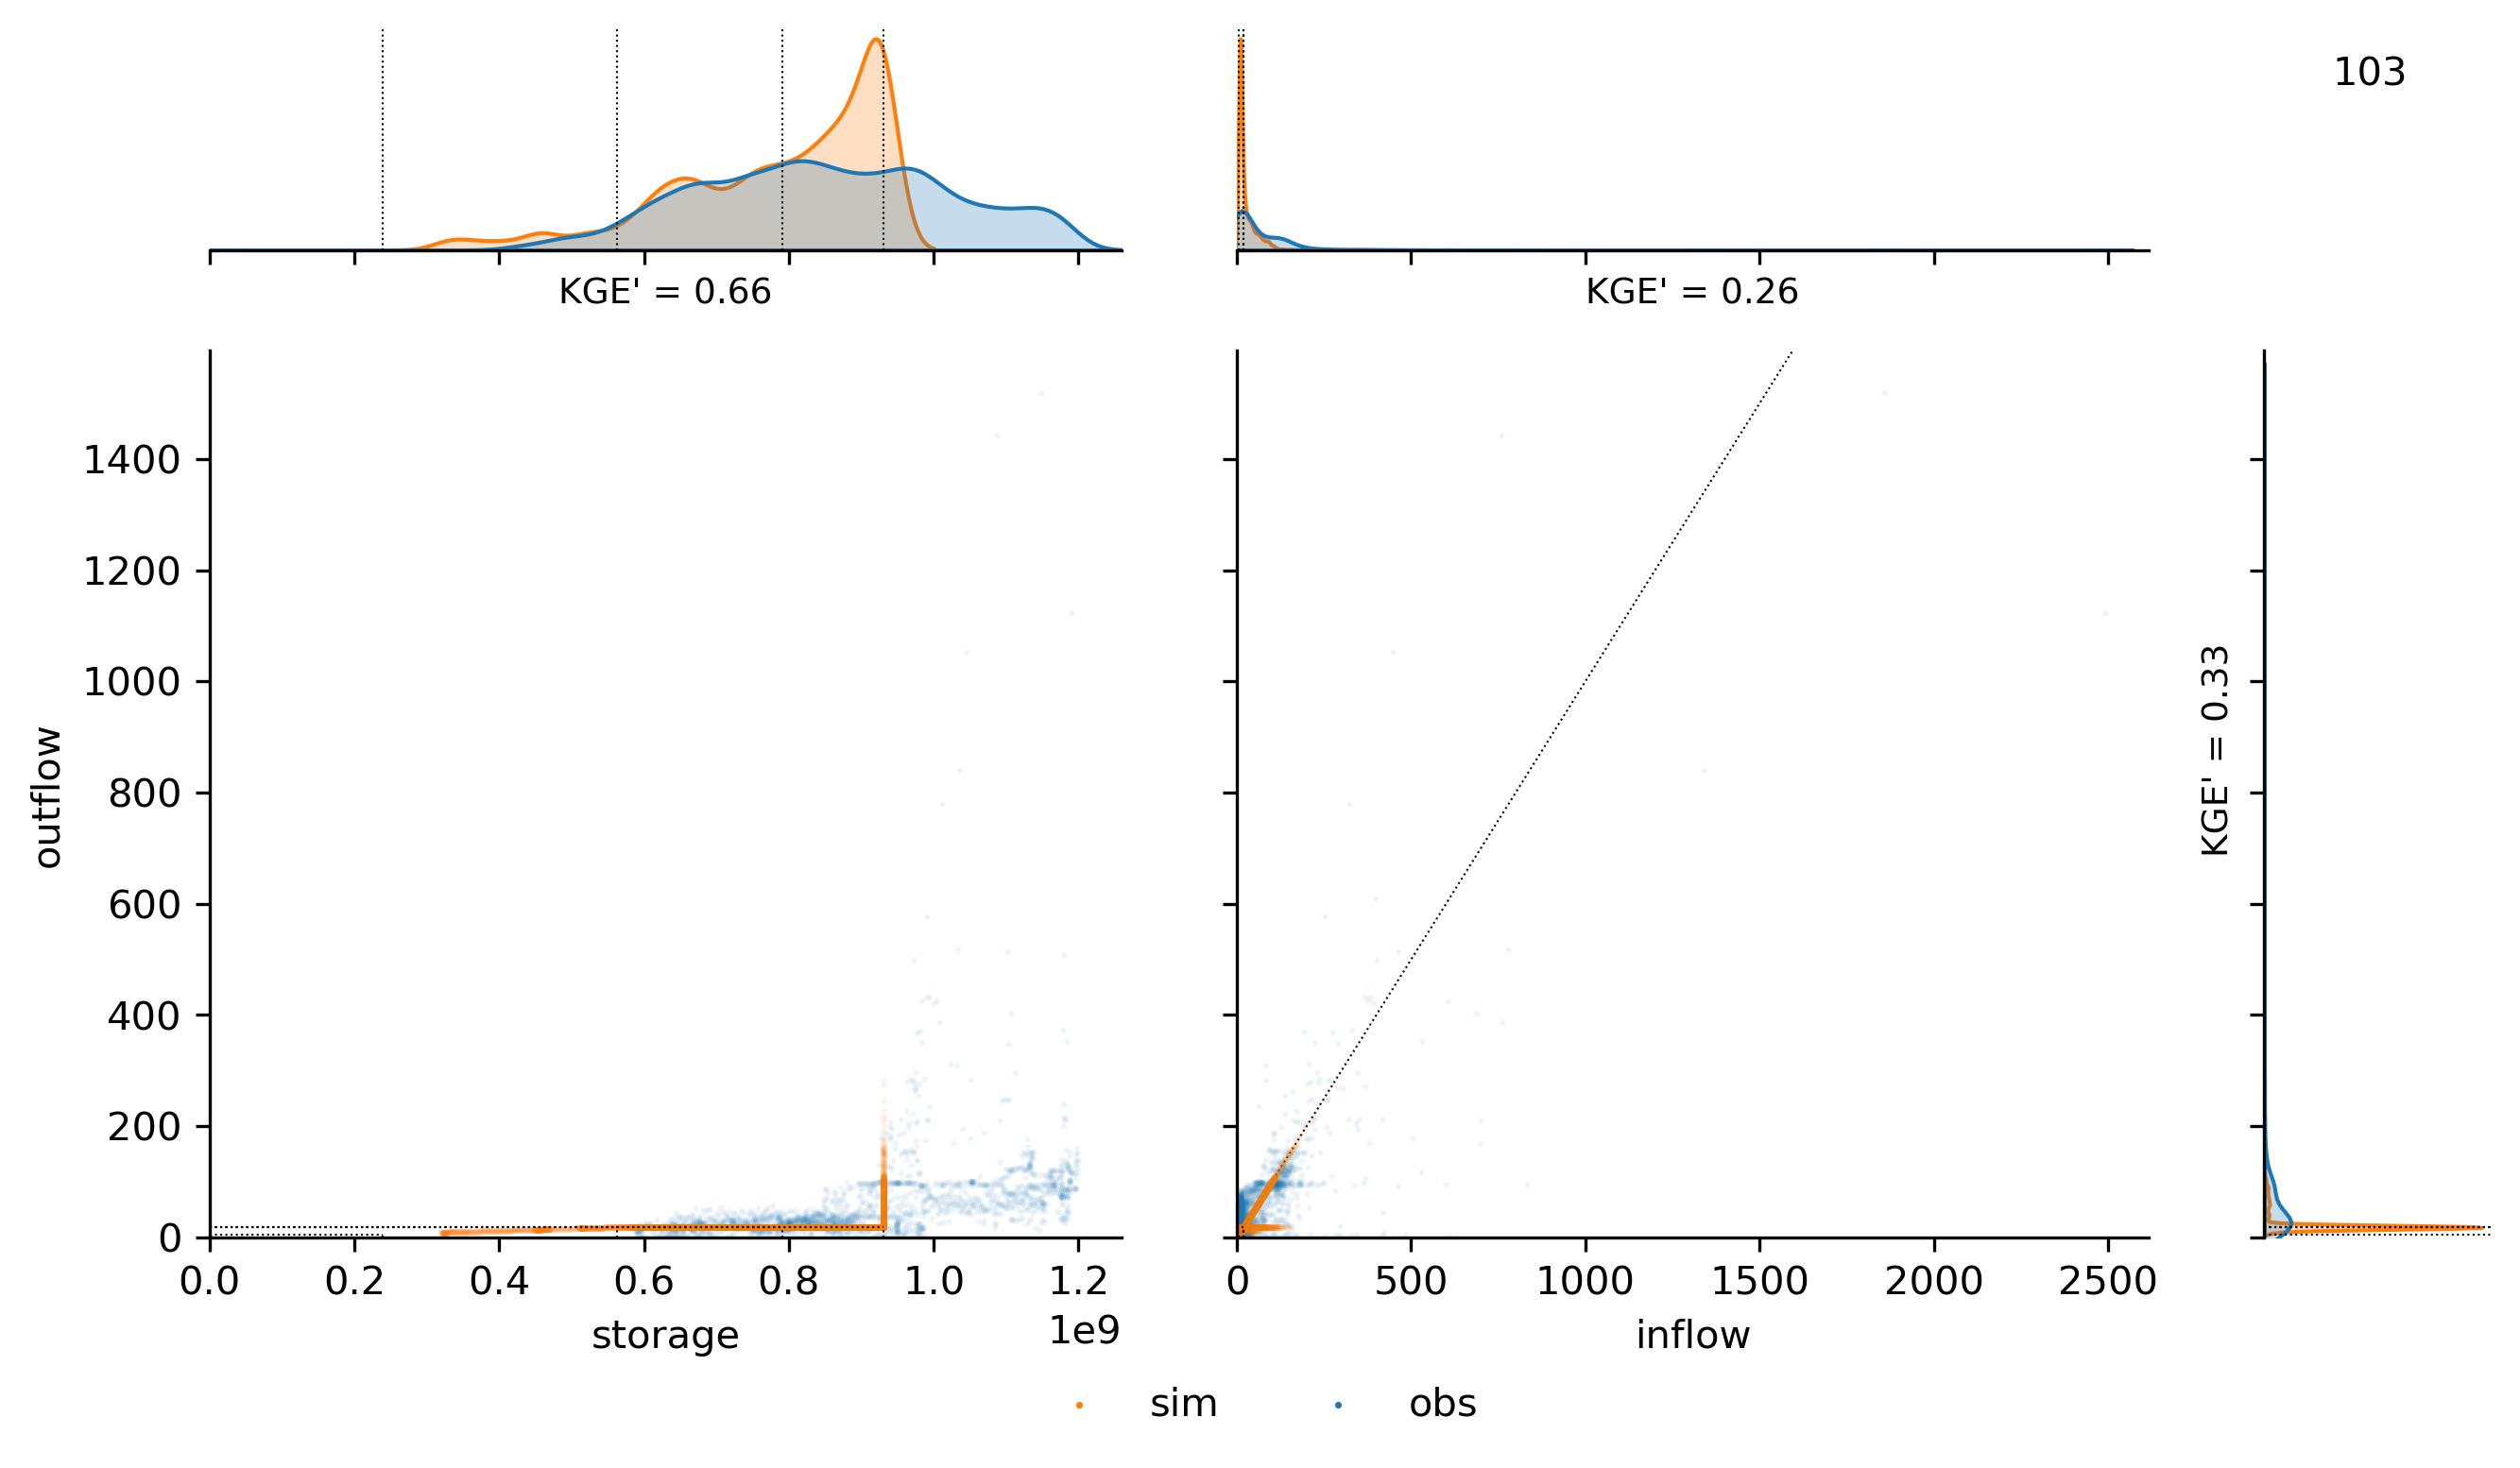 103
KGE' = 0.66
KGE' = 0.26
1400
1200
1000
800
600
400
200
0
outflow
KGE' = 0.33
0.0 0.2 0.4 0.6 0.8 1.0 1.2
1e9
storage
0 500 1000 1500 2000 2500
inflow
sim obs